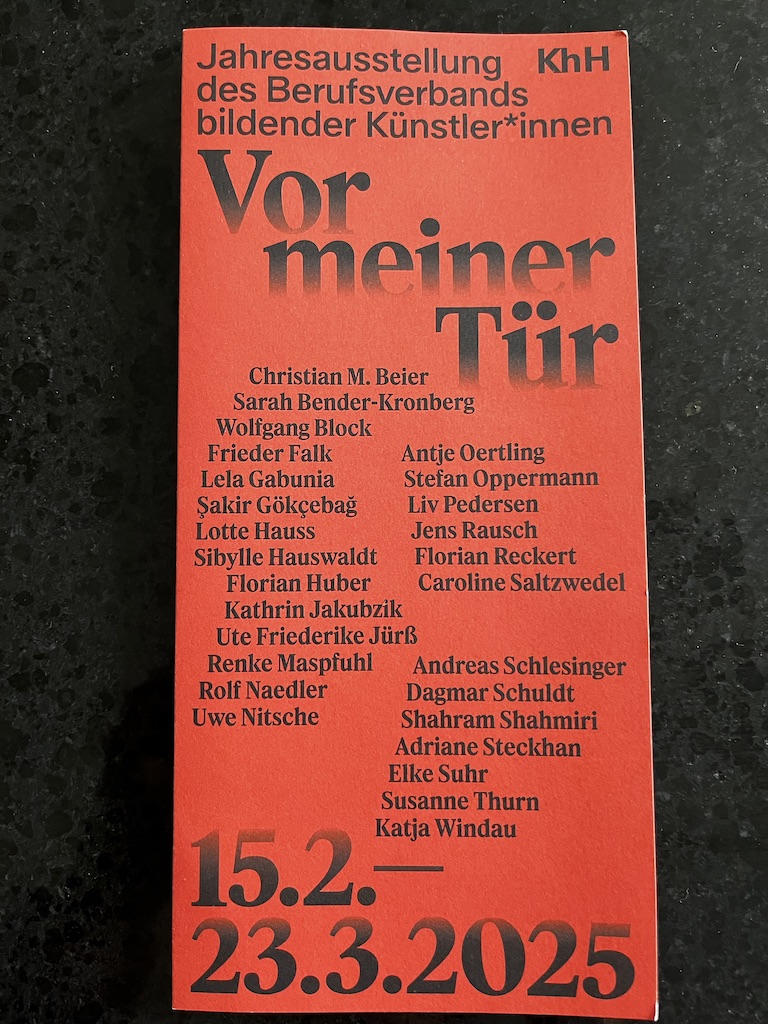 Jahresausstellung KhH
des Berufsverbands
bildender Künstler*innen
Vor
meiner
Tür
Christian M. Beier
Sarah Bender-Kronberg
Wolfgang Block
Frieder Falk
Lela Gabunia
Şakir Gökçebağ
Lotte Hauss
Sibylle Hauswaldt
Florian Huber
Kathrin Jakubzik
Ute Friederike Jürß
Renke Maspfuhl
Rolf Naedler
Uwe Nitsche
Antje Oertling
Stefan Oppermann
Liv Pedersen
Jens Rausch
Florian Reckert
Caroline Saltzwedel
Andreas Schlesinger
Dagmar Schuldt
Shahram Shahmiri
Adriane Steckhan
Elke Suhr
Susanne Thurn
Katja Windau
15.2.—
23.3.2025